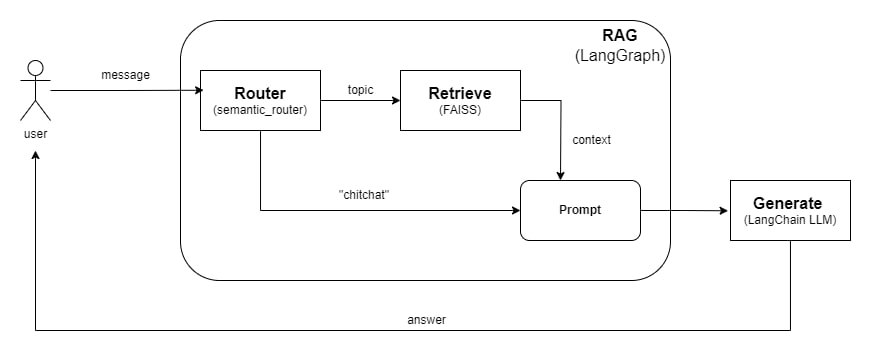 RAG
(LangGraph)
message
Router
(semantic_router)
topic
Retrieve
(FAISS)
user
context
"chitchat"
Prompt
Generate
(LangChain LLM)
answer